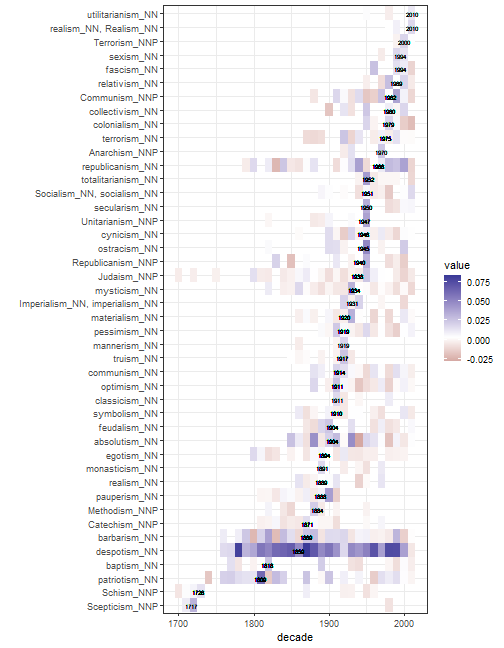 utilitarianism_NN 2010
realism_NN, Realism_NN 2010
Terrorism_NNP 2000
sexism_NN 1994
fascism_NN 1994
relativism_NN 1989
Communism_NNP 1982
collectivism_NN 1980
colonialism_NN 1979
terrorism_NN 1975
Anarchism_NNP 1970
republicanism_NN 1966
totalitarianism_NN 1952
Socialism_NN, socialism_NN 1951
secularism_NN 1950
Unitarianism_NNP 1947
cynicism_NN 1946
ostracism_NN 1945
Republicanism_NNP 1940
Judaism_NNP 1938
mysticism_NN 1934
Imperialism_NN, imperialism_NN 1931
materialism_NN 1920
pessimism_NN 1919
mannerism_NN 1919
truism_NN 1917
communism_NN 1914
optimism_NN 1911
classicism_NN 1911
symbolism_NN 1910
feudalism_NN 1904
absolutism_NN 1904
egotism_NN 1894
monasticism_NN 1891
realism_NN 1889
pauperism_NN 1888
Methodism_NNP 1884
Catechism_NNP 1871
barbarism_NN 1869
despotism_NN 1859
baptism_NN 1818
patriotism_NN 1809
Schism_NNP 1726
Scepticism_NNP 1717
1700 1800 1900 2000
decade
value
0.075
0.050
0.025
0.000
-0.025